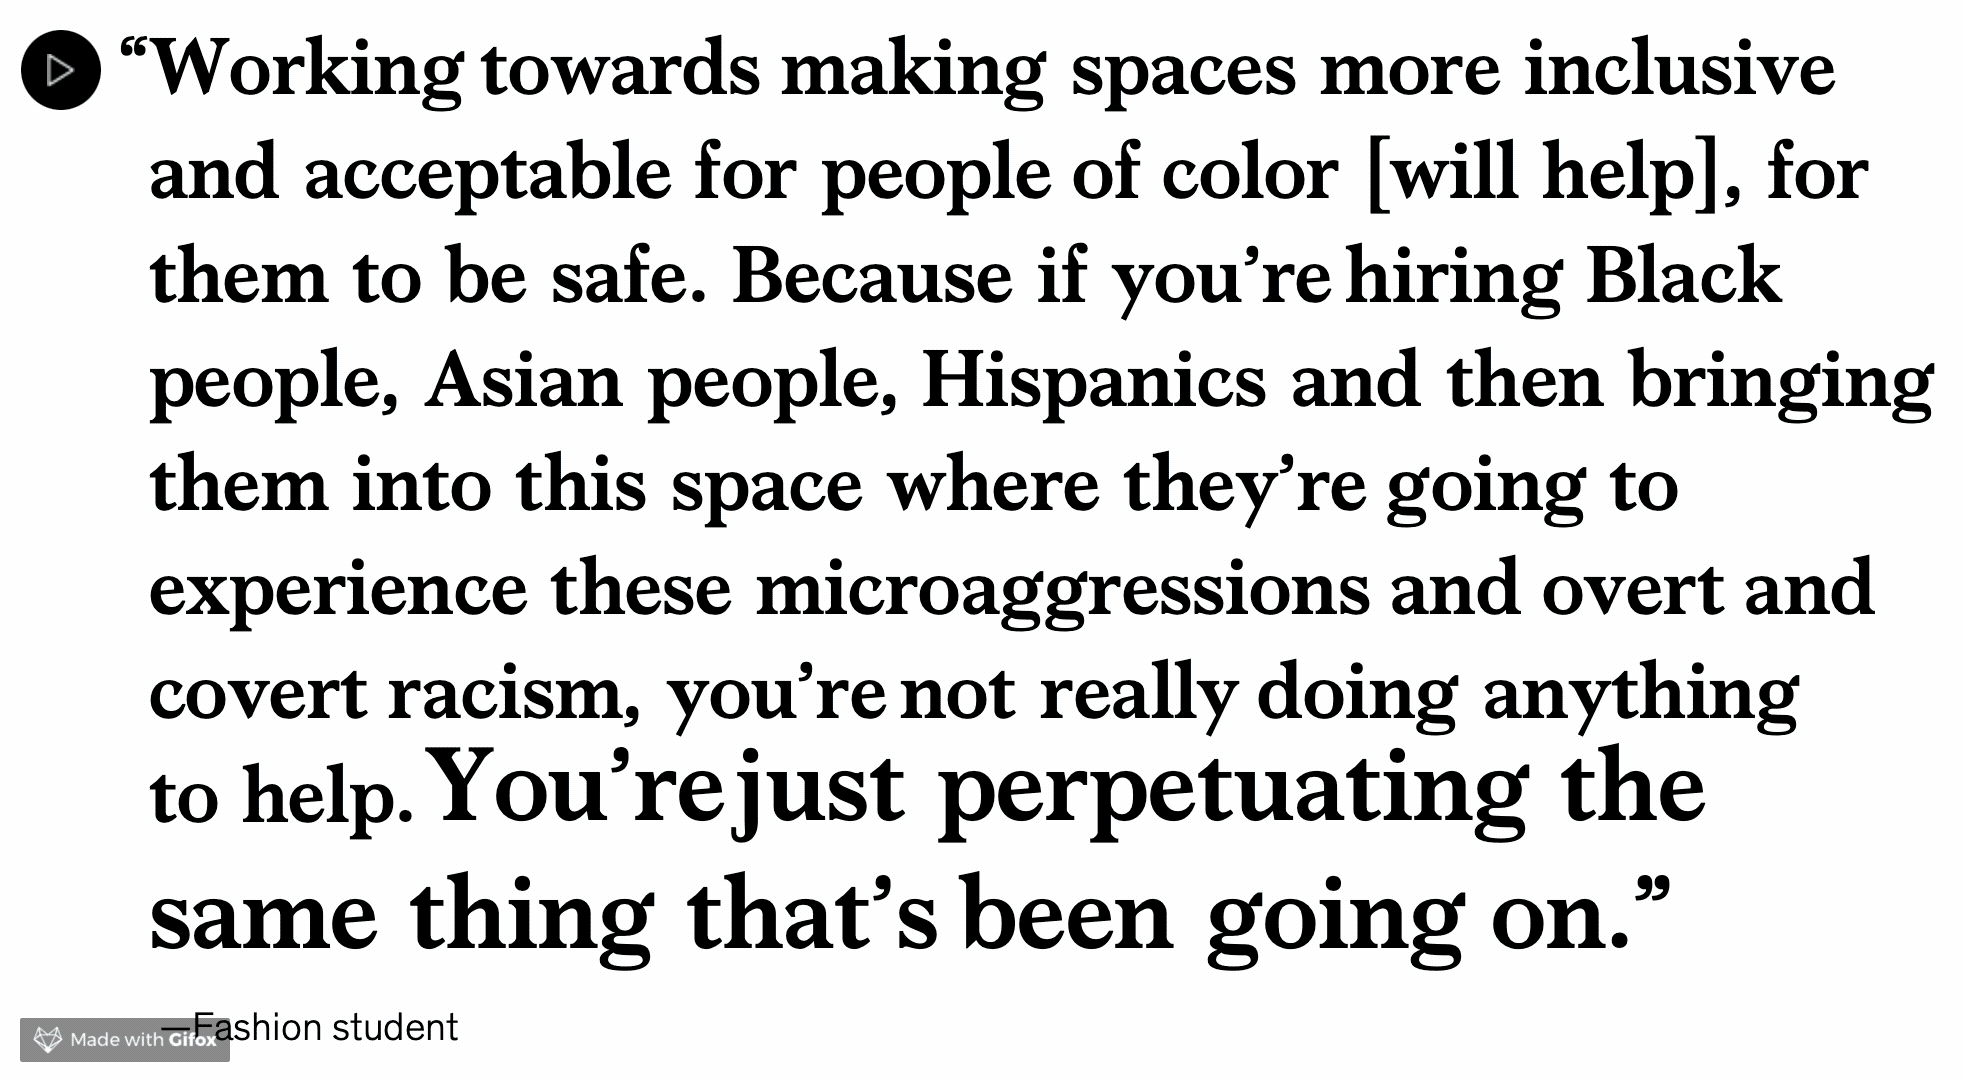 “Working towards making spaces more inclusive
and acceptable for people of color [will help], for
them to be safe. Because if you’re hiring Black
people, Asian people, Hispanics and then bringing
them into this space where they’re going to
experience these microaggressions and overt and
covert racism, you’re not really doing anything
to help. You’re just perpetuating the
same thing that’s been going on.”
—Fashion student
Made with Gifox